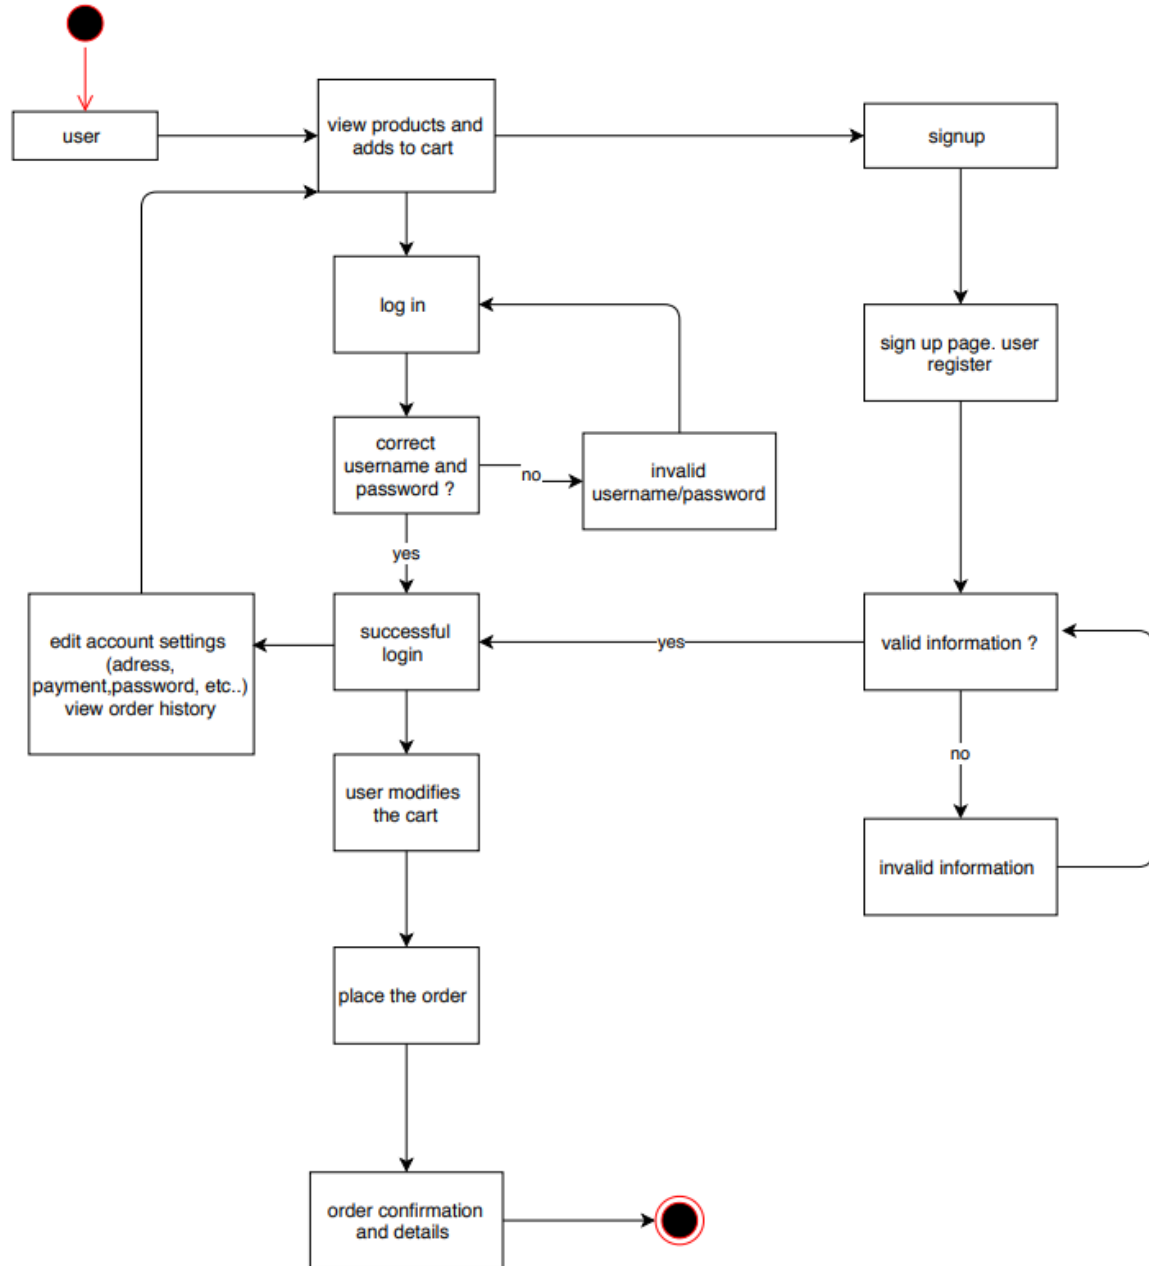 user
view products and
adds to cart
signup
log in
sign up page. user
register
correct
username and
password ?
no
invalid
username/password
yes
edit account settings
(adress,
payment,password, etc..)
view order history
successful
login
yes
valid information ?
no
user modifies
the cart
invalid information
place the order
order confirmation
and details